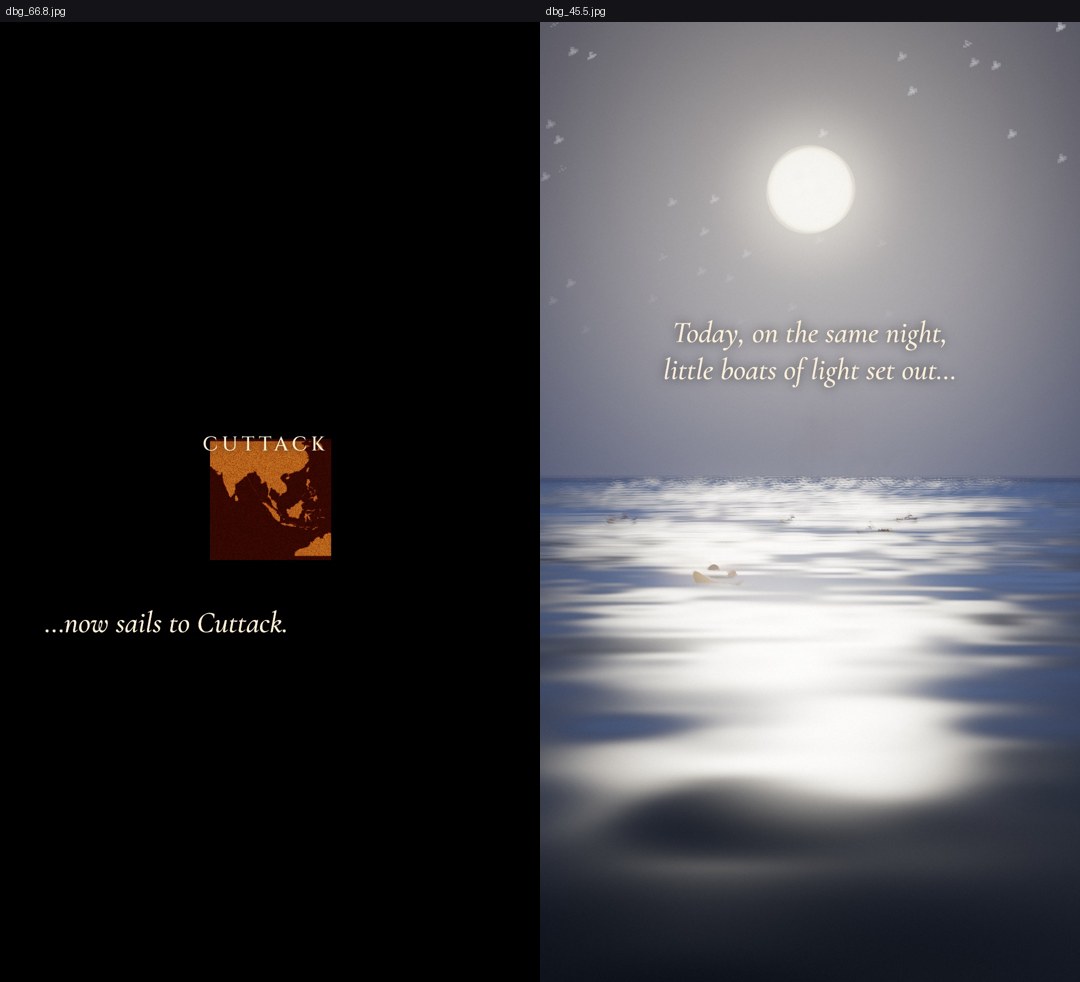 dbg_66.8.jpg
dbg_45.5.jpg
CUTTACK
...now sails to Cuttack.
Today, on the same night,
little boats of light set out...